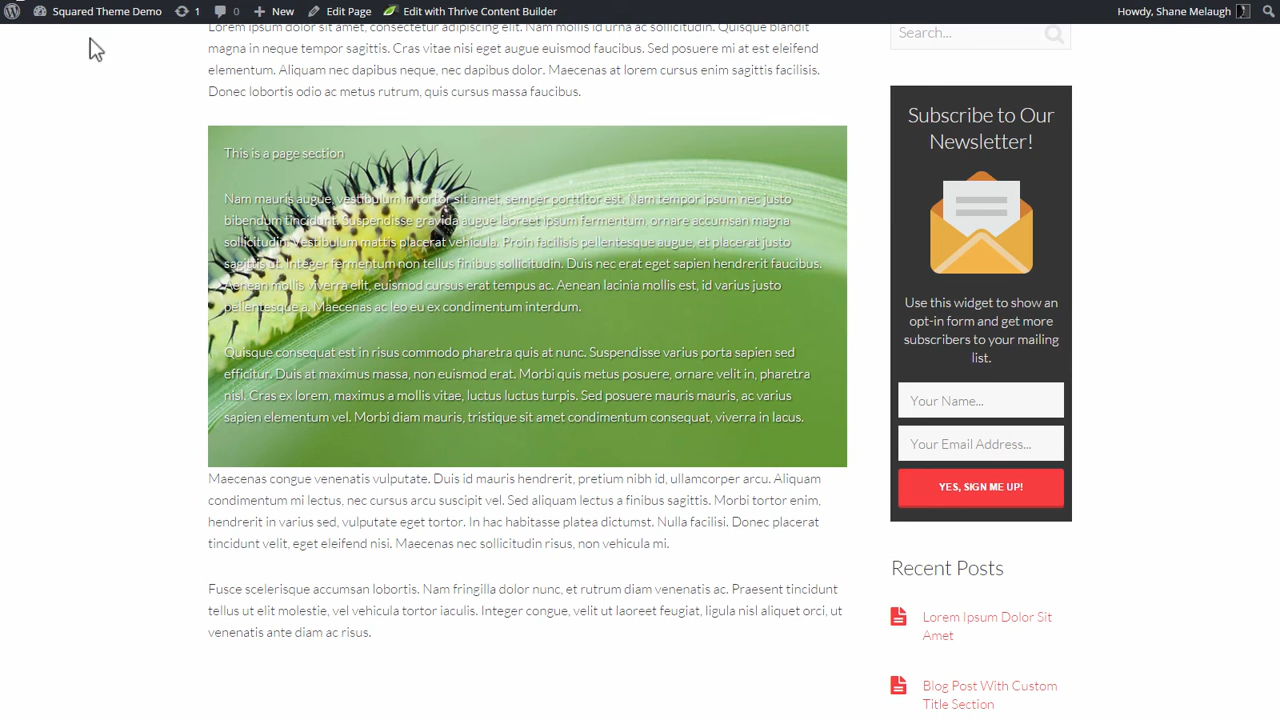 Squared Theme Demo 1 0 New Edit Page Edit with Thrive Content Builder Howdy, Shane Melaugh
Lorem ipsum dolor sit amet, consectetur adipiscing elit. Nam mollis id urna ac sollicitudin. Quisque blandit
magna in neque tempor sagittis. Cras vitae nisi eget augue euismod faucibus. Sed posuere mi at est eleifend
elementum. Aliquam nec dapibus neque, nec dapibus dolor. Maecenas at lorem cursus enim sagittis facilisis.
Donec lobortis odio ac metus rutrum, quis cursus massa faucibus.
This is a page section
Nam mauris augue, vestibulum in tortor sit amet, semper porttitor est. Nam tempor ipsum nec justo
bibendum tincidunt. Suspendisse gravida augue laoreet ipsum fermentum, ornare accumsan magna
sollicitudin. Vestibulum mattis placerat vehicula. Proin facilisis pellentesque augue, et placerat justo
sagittis ut. Integer fermentum non tellus finibus sollicitudin. Duis nec erat eget sapien hendrerit faucibus.
Aenean mollis viverra elit, euismod cursus erat tempus ac. Aenean lacinia mollis est, id varius justo
pellentesque a. Maecenas ac leo eu ex condimentum interdum.
Quisque consequat est in risus commodo pharetra quis at nunc. Suspendisse varius porta sapien sed
efficitur. Duis at maximus massa, non euismod erat. Morbi quis metus posuere, ornare velit in, pharetra
nisl. Cras ex lorem, maximus a mollis vitae, luctus luctus turpis. Sed posuere mauris mauris, ac varius
sapien elementum vel. Morbi diam mauris, tristique sit amet condimentum consequat, viverra in lacus.
Maecenas congue venenatis vulputate. Duis id mauris hendrerit, pretium nibh id, ullamcorper arcu. Aliquam
condimentum mi lectus, nec cursus arcu suscipit vel. Sed aliquam lectus a finibus sagittis. Morbi tortor enim,
hendrerit in varius sed, vulputate eget tortor. In hac habitasse platea dictumst. Nulla facilisi. Donec placerat
tincidunt velit, eget eleifend nisi. Maecenas nec sollicitudin risus, non vehicula mi.
Fusce scelerisque accumsan lobortis. Nam fringilla dolor nunc, et rutrum diam venenatis ac. Praesent tincidunt
tellus ut elit molestie, vel vehicula tortor iaculis. Integer congue, velit ut laoreet feugiat, ligula nisl aliquet orci, ut
venenatis ante diam ac risus.
Search...
Subscribe to Our
Newsletter!
Use this widget to show an
opt-in form and get more
subscribers to your mailing
list.
Your Name...
Your Email Address...
YES, SIGN ME UP!
Recent Posts
Lorem Ipsum Dolor Sit
Amet
Blog Post With Custom
Title Section